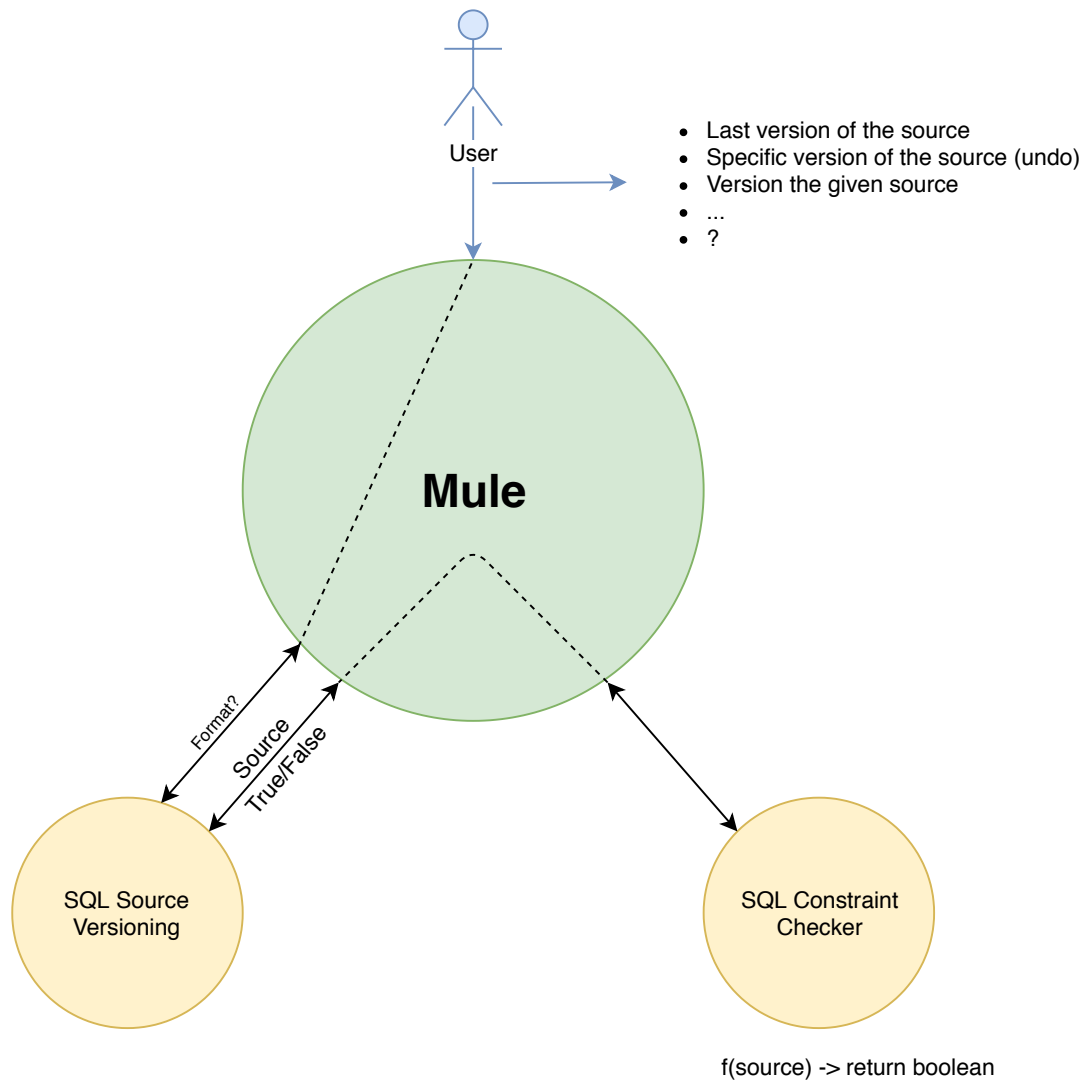 User
• Last version of the source
• Specific version of the source (undo)
• Version the given source
• ...
• ?
Mule
Format?
Source
True/False
SQL Source
Versioning
SQL Constraint
Checker
f(source) -> return boolean